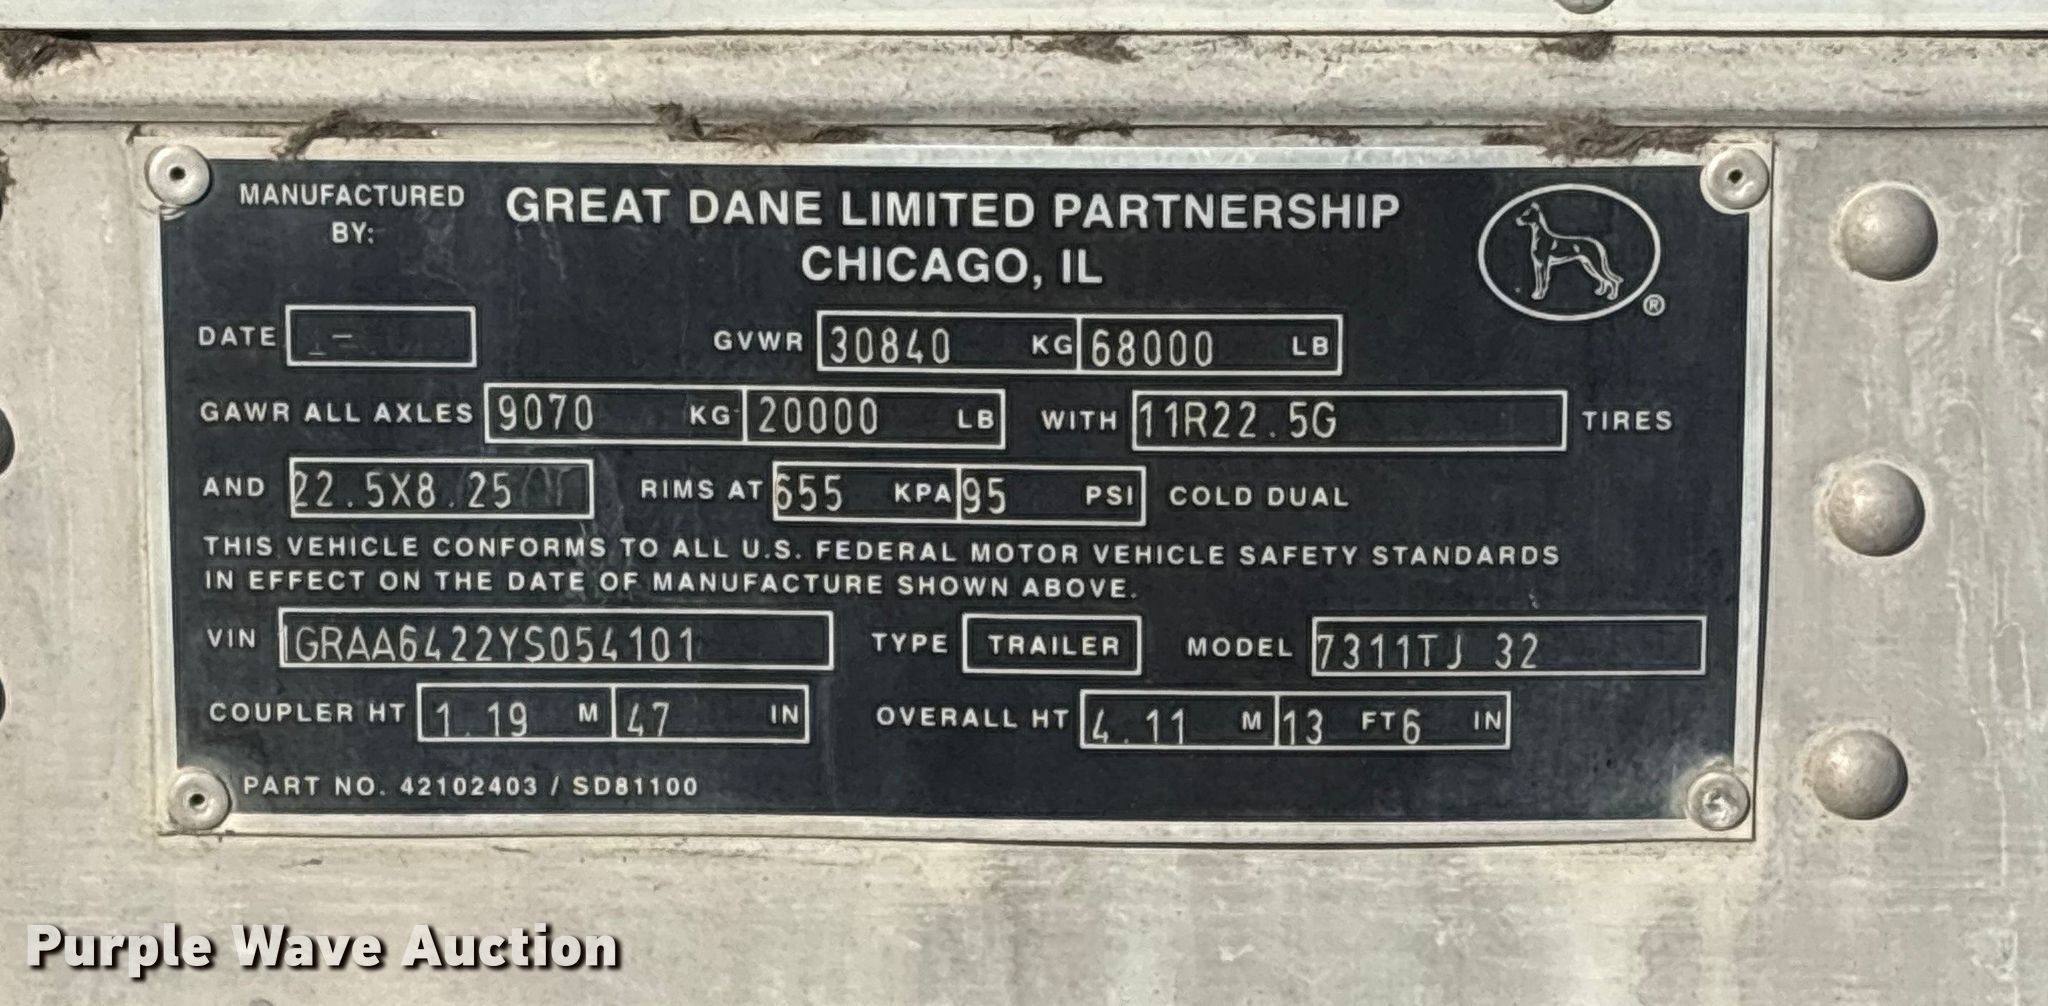 MANUFACTURED BY: GREAT DANE LIMITED PARTNERSHIP
CHICAGO, IL
®
DATE - GVWR 30840 KG 68000 LB
GAWR ALL AXLES 9070 KG 20000 LB WITH 11R22.5G TIRES
AND 22.5X8.25 RIMS AT 655 KPA 95 PSI COLD DUAL
THIS VEHICLE CONFORMS TO ALL U.S. FEDERAL MOTOR VEHICLE SAFETY STANDARDS
IN EFFECT ON THE DATE OF MANUFACTURE SHOWN ABOVE.
VIN 1GRAA6422YS054101 TYPE TRAILER MODEL 7311TJ 32
COUPLER HT 1.19 M 47 IN OVERALL HT 4.11 M 13 FT 6 IN
PART NO. 42102403 / SD81100
Purple Wave Auction